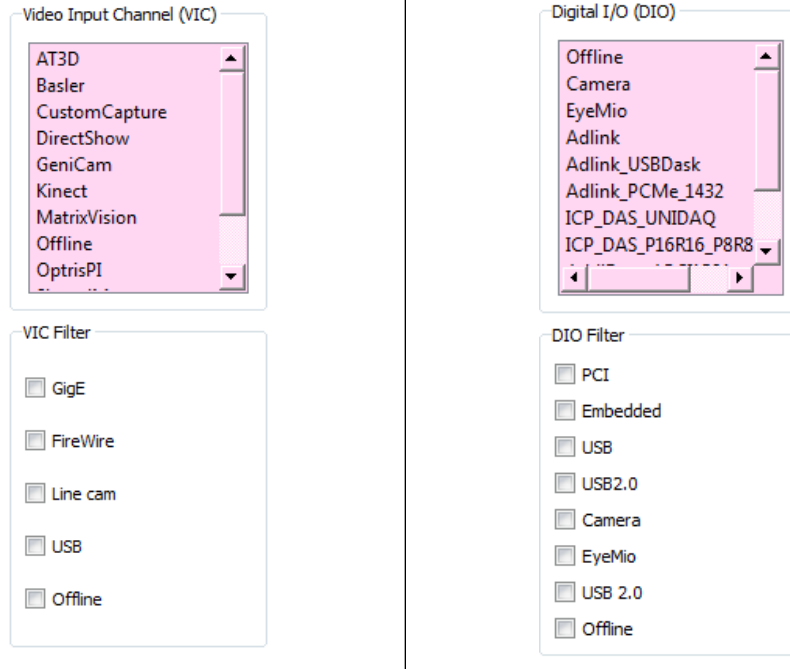 Video Input Channel (VIC)
AT3D
Basler
CustomCapture
DirectShow
GeniCam
Kinect
MatrixVision
Offline
OptrisPI
VIC Filter
GigE
FireWire
Line cam
USB
Offline
Digital I/O (DIO)
Offline
Camera
EyeMio
Adlink
Adlink_USBDask
Adlink_PCMe_1432
ICP_DAS_UNIDAQ
ICP_DAS_P16R16_P8R8
DIO Filter
PCI
Embedded
USB
USB2.0
Camera
EyeMio
USB 2.0
Offline